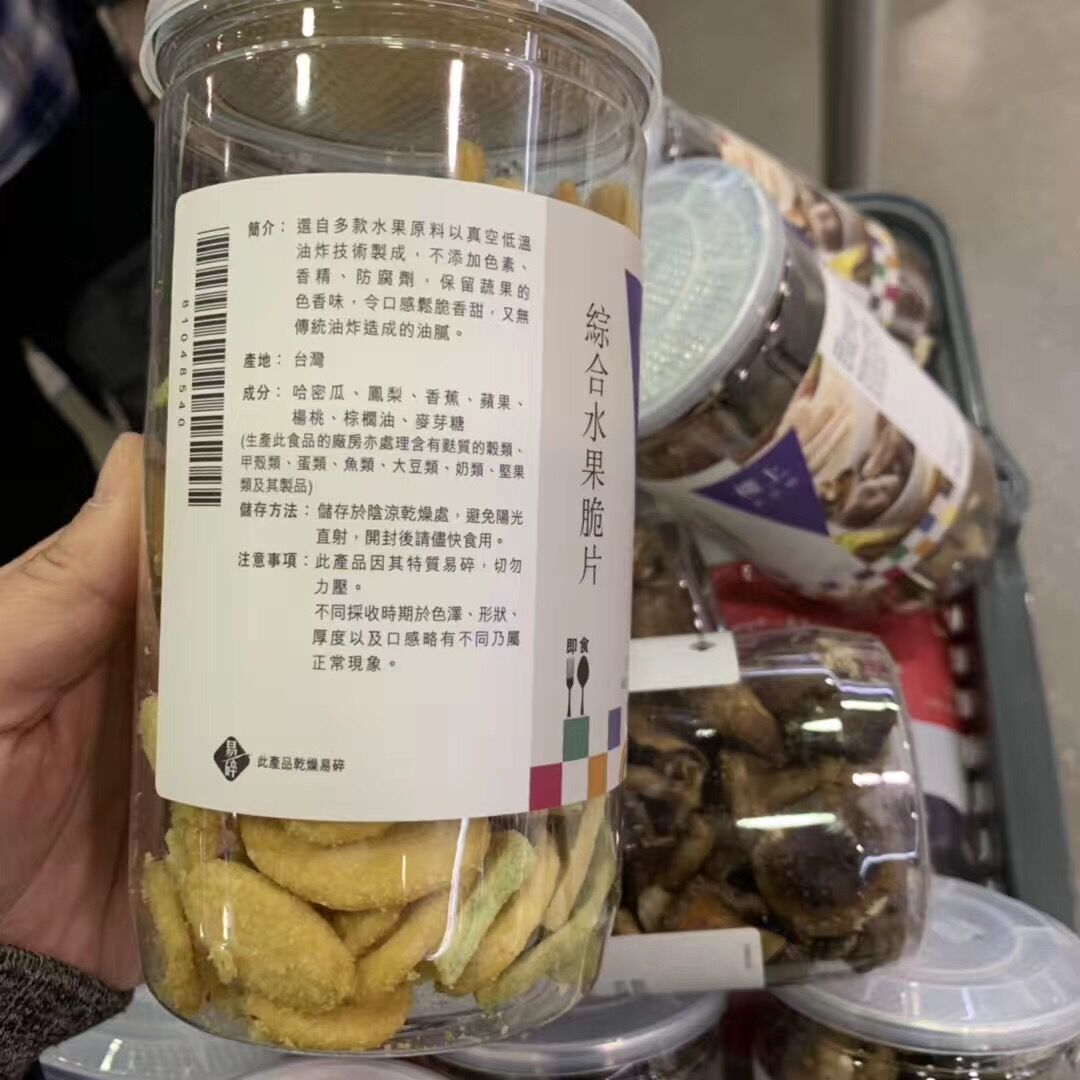 簡介：選自多款水果原料以真空低溫
油炸技術製成，不添加色素、
香精、防腐劑，保留蔬果的
色香味，令口感鬆脆香甜，又無
傳統油炸造成的油膩。
產地：台灣
成分：哈密瓜、鳳梨、香蕉、蘋果、
楊桃、棕櫚油、麥芽糖
(生產此食品的廠房亦處理含有麩質的穀類、
甲殼類、蛋類、魚類、大豆類、奶類、堅果
類及其製品)
儲存方法：儲存於陰涼乾燥處，避免陽光
直射，開封後請儘快食用。
注意事項：此產品因其特質易碎，切勿
力壓。
不同採收時期於色澤、形狀、
厚度以及口感略有不同乃屬
正常現象。
易碎
此產品乾燥易碎
81048540
綜合水果脆片
即食